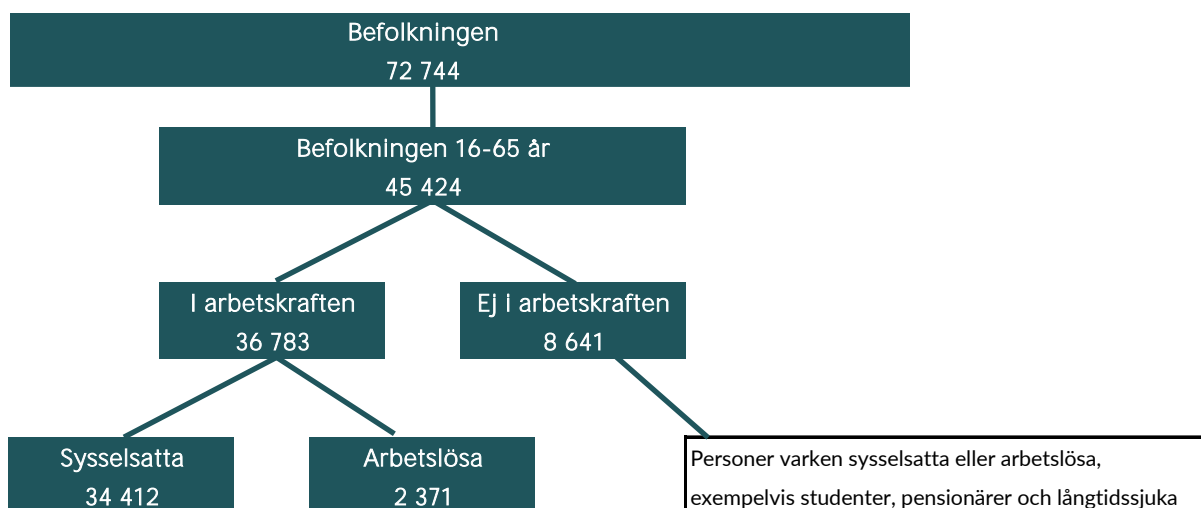 Befolkningen
72 744
Befolkningen 16-65 år
45 424
I arbetskraften
36 783
Ej i arbetskraften
8 641
Sysselsatta
34 412
Arbetslösa
2 371
Personer varken sysselsatta eller arbetslösa,
exempelvis studenter, pensionärer och långtidssjuka